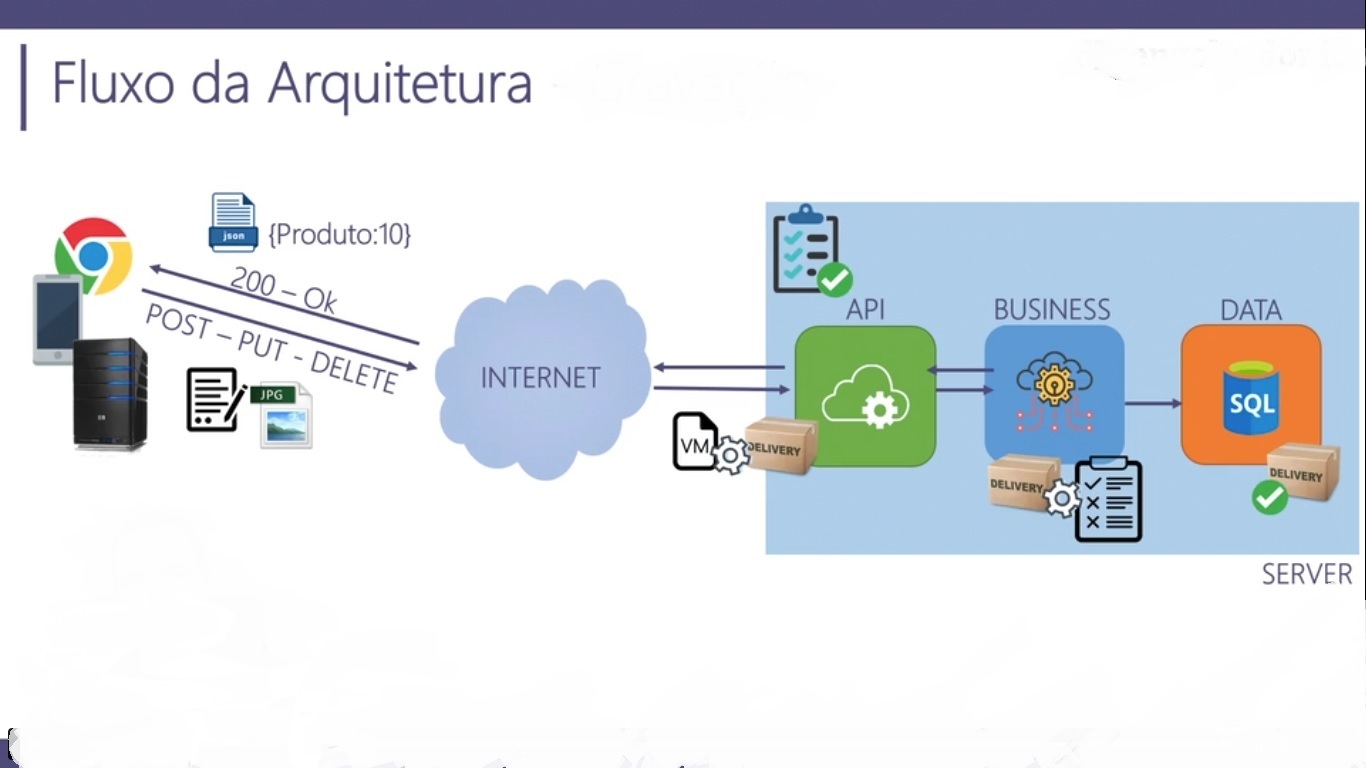 Fluxo da Arquitetura
json
{Produto:10}
200 – Ok
POST – PUT - DELETE
JPG
INTERNET
VM
DELIVERY
API
BUSINESS
DATA
SQL
DELIVERY
DELIVERY
SERVER